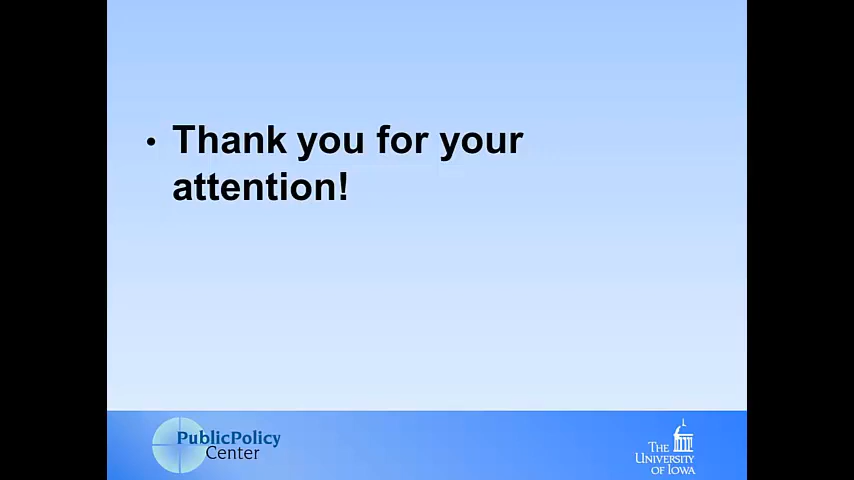 • Thank you for your
attention!
PublicPolicy
Center
THE
UNIVERSITY
OF IOWA